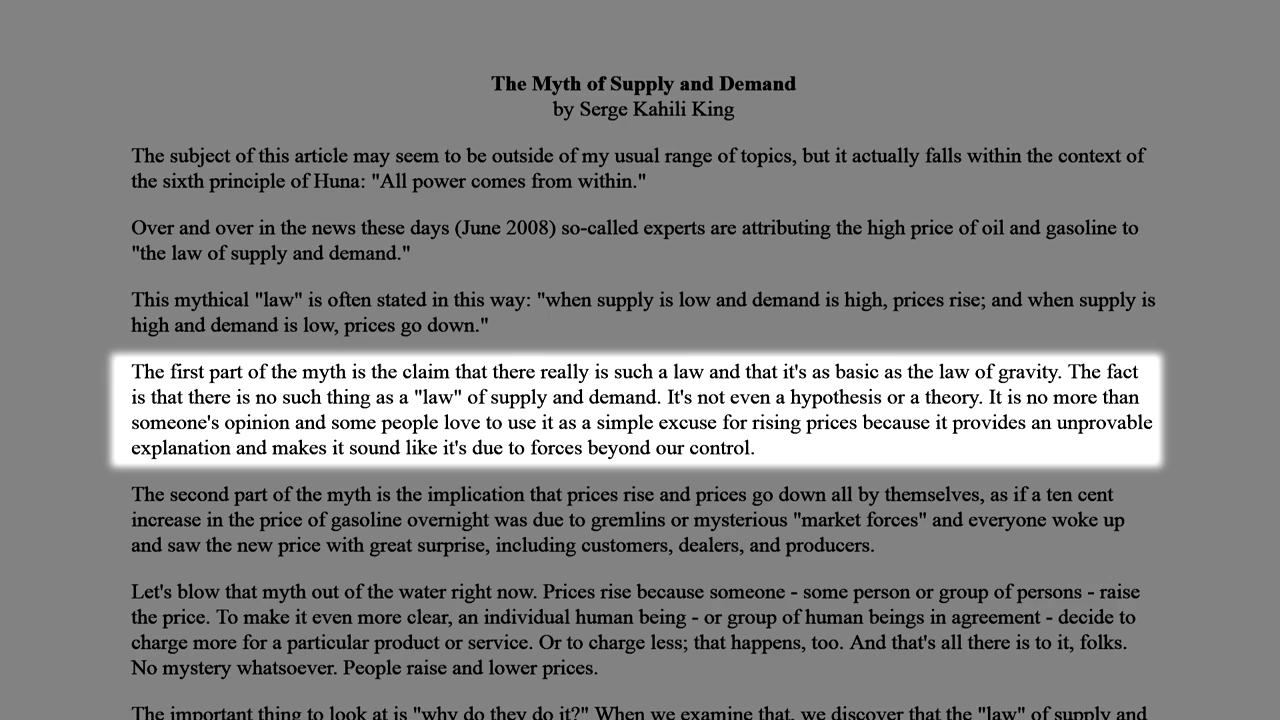 The Myth of Supply and Demand
by Serge Kahili King
The subject of this article may seem to be outside of my usual range of topics, but it actually falls within the context of
the sixth principle of Huna: "All power comes from within."
Over and over in the news these days (June 2008) so-called experts are attributing the high price of oil and gasoline to
"the law of supply and demand."
This mythical "law" is often stated in this way: "when supply is low and demand is high, prices rise; and when supply is
high and demand is low, prices go down."
The first part of the myth is the claim that there really is such a law and that it's as basic as the law of gravity. The fact
is that there is no such thing as a "law" of supply and demand. It's not even a hypothesis or a theory. It is no more than
someone's opinion and some people love to use it as a simple excuse for rising prices because it provides an unprovable
explanation and makes it sound like it's due to forces beyond our control.
The second part of the myth is the implication that prices rise and prices go down all by themselves, as if a ten cent
increase in the price of gasoline overnight was due to gremlins or mysterious "market forces" and everyone woke up
and saw the new price with great surprise, including customers, dealers, and producers.
Let's blow that myth out of the water right now. Prices rise because someone - some person or group of persons - raise
the price. To make it even more clear, an individual human being - or group of human beings in agreement - decide to
charge more for a particular product or service. Or to charge less; that happens, too. And that's all there is to it, folks.
No mystery whatsoever. People raise and lower prices.
The important thing to look at is "why do they do it?" When we examine that, we discover that the "law" of supply and